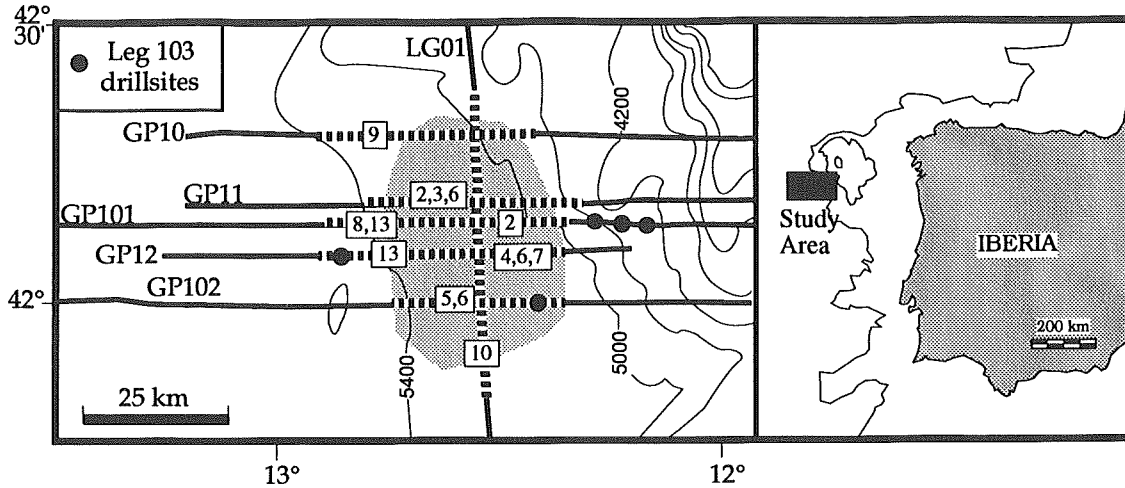 42°
30'
Leg 103
drillsites
LG01
4200
GP10
9
GP11
2,3,6
GP101
8,13
2
Study
Area
IBERIA
GP12
13
4,6,7
GP102
5,6
42°
200 km
10
5000
5400
25 km
13°
12°